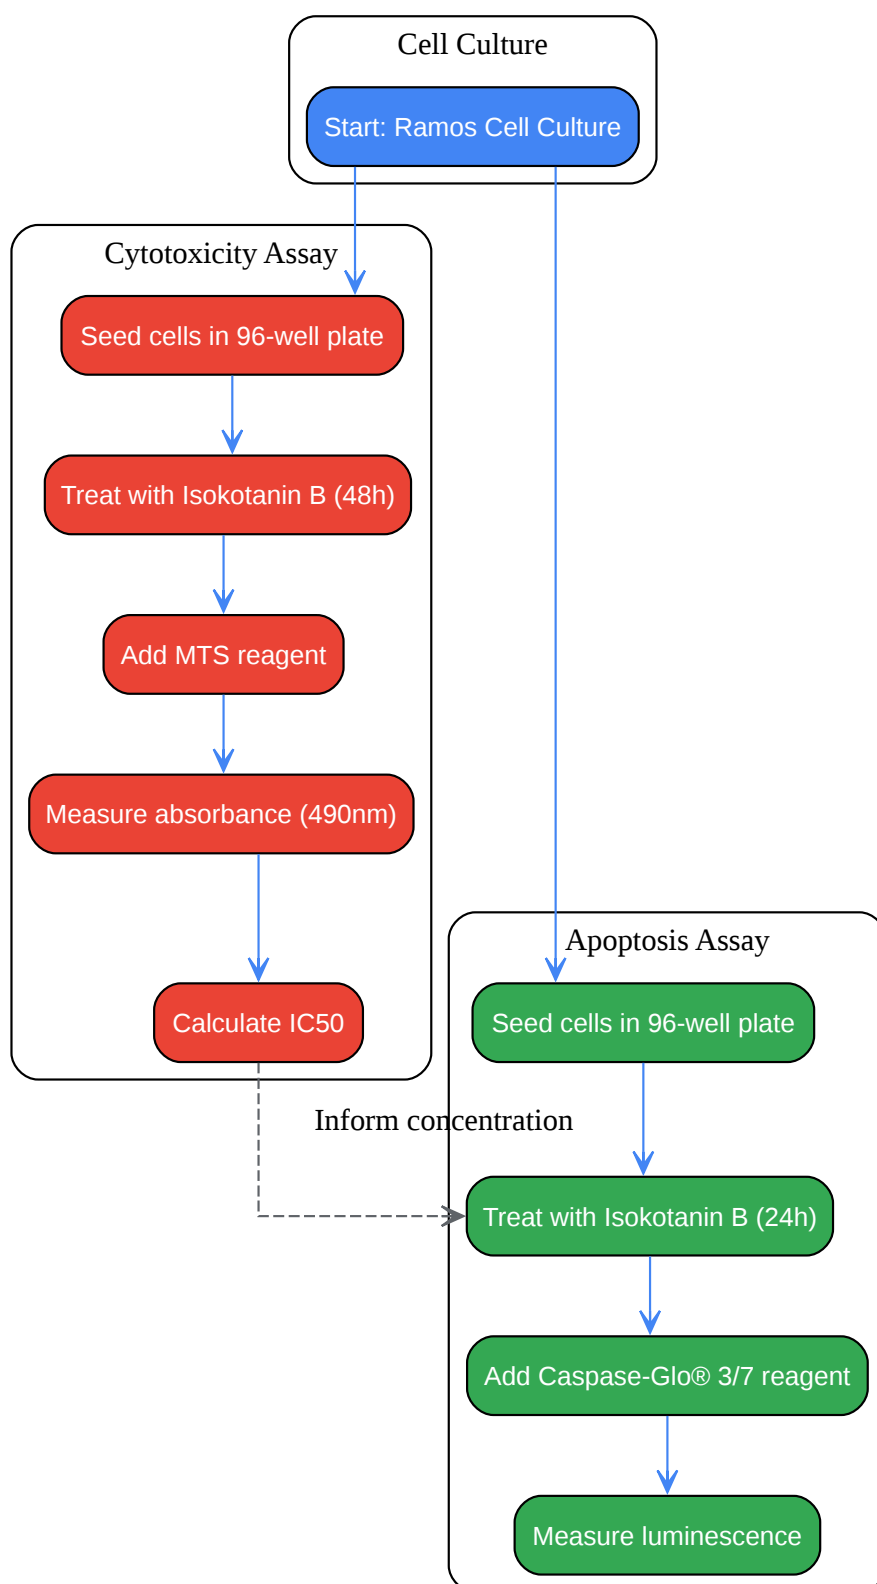 Cell Culture
Start: Ramos Cell Culture
Cytotoxicity Assay
Seed cells in 96-well plate
Treat with Isokotanin B (48h)
Add MTS reagent
Measure absorbance (490nm)
Calculate IC50
Inform concentration
Apoptosis Assay
Seed cells in 96-well plate
Treat with Isokotanin B (24h)
Add Caspase-Glo® 3/7 reagent
Measure luminescence